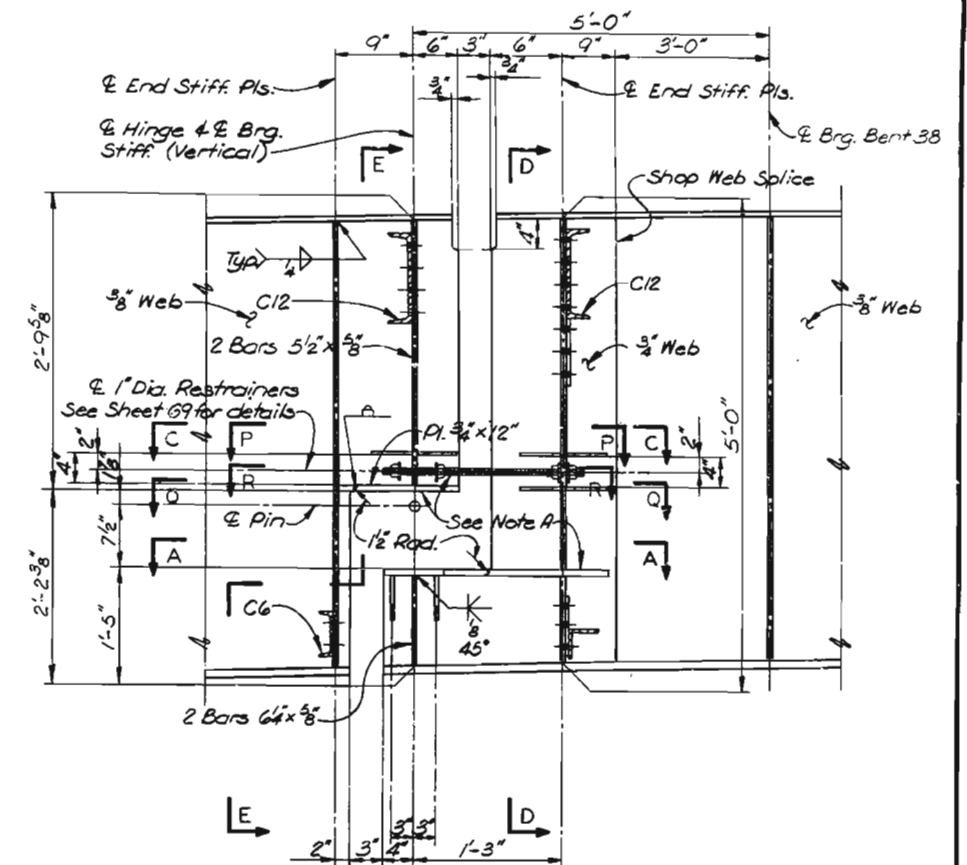 5'-0"
9" 6" 3" 6" 9" 3'-0"
3/4"
3/4"
℄ End Stiff. Pls.
℄ End Stiff. Pls.
℄ Hinge & ℄ Brg.
Stiff. (Vertical)
℄ Brg. Bent 38
E D
Shop Web Splice
4"
Typ. 1/4
3/8" Web
C12
C12
3/8" Web
2 Bars 5 1/2" x 5/8"
3/4" Web
2'-9 5/8"
℄ 1" Dia. Restrainers
See Sheet G9 for details
Pl. 3/4" x 12"
5'-0"
C P P C
2" 2"
4" 4"
R R
Q Q
℄ Pin
See Note A
1 1/2" Rad.
7 1/2"
A A
2'-2 3/8"
1'-5"
C6
1/8
45°
2 Bars 6 1/4 x 5/8"
E D
3" 3"
2" 3" 4" 1'-3"